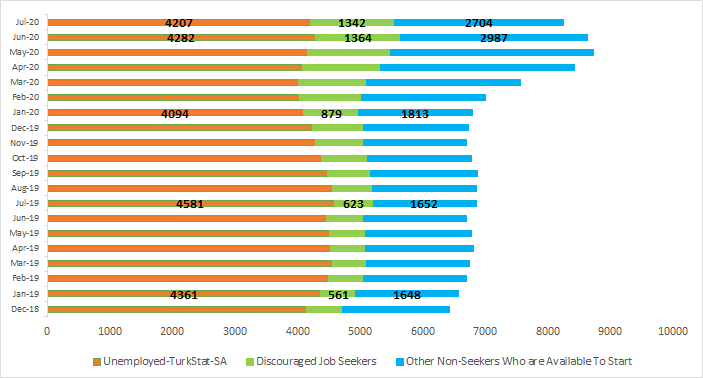 Jul-20 4207 1342 2704
Jun-20 4282 1364 2987
May-20
Apr-20
Mar-20
Feb-20
Jan-20 4094 879 1813
Dec-19
Nov-19
Oct-19
Sep-19
Aug-19
Jul-19 4581 623 1652
Jun-19
May-19
Apr-19
Mar-19
Feb-19
Jan-19 4361 561 1648
Dec-18
0 1000 2000 3000 4000 5000 6000 7000 8000 9000 10000
Unemployed-TurkStat-SA Discouraged Job Seekers Other Non-Seekers Who are Available To Start